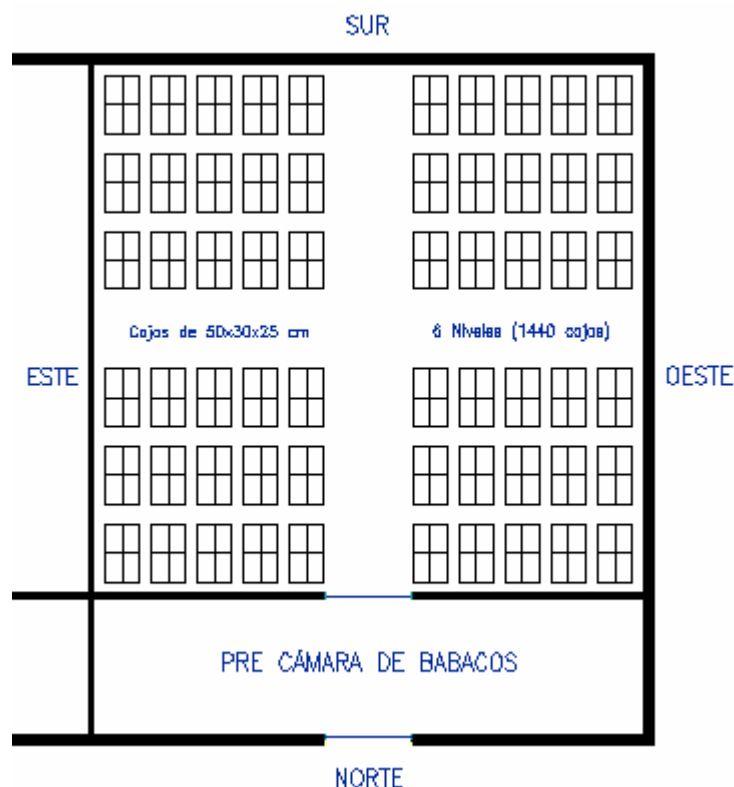 SUR
Cajas de 50x30x25 cm
6 Niveles (1440 cajas)
ESTE
OESTE
PRE CÁMARA DE BABACOS
NORTE